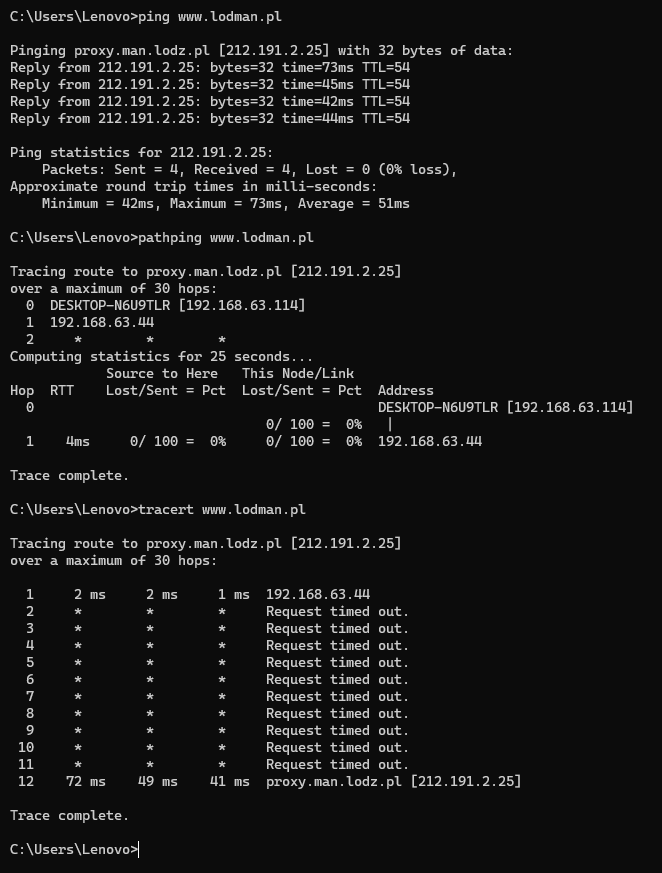 C:\Users\Lenovo>ping www.lodman.pl

Pinging proxy.man.lodz.pl [212.191.2.25] with 32 bytes of data:
Reply from 212.191.2.25: bytes=32 time=73ms TTL=54
Reply from 212.191.2.25: bytes=32 time=45ms TTL=54
Reply from 212.191.2.25: bytes=32 time=42ms TTL=54
Reply from 212.191.2.25: bytes=32 time=44ms TTL=54

Ping statistics for 212.191.2.25:
    Packets: Sent = 4, Received = 4, Lost = 0 (0% loss),
Approximate round trip times in milli-seconds:
    Minimum = 42ms, Maximum = 73ms, Average = 51ms

C:\Users\Lenovo>pathping www.lodman.pl

Tracing route to proxy.man.lodz.pl [212.191.2.25]
over a maximum of 30 hops:
  0  DESKTOP-N6U9TLR [192.168.63.114]
  1  192.168.63.44
  2     *        *        *
Computing statistics for 25 seconds...
            Source to Here   This Node/Link
Hop  RTT    Lost/Sent = Pct  Lost/Sent = Pct  Address
  0                                           DESKTOP-N6U9TLR [192.168.63.114]
                                0/ 100 =  0%   |
  1    4ms     0/ 100 =  0%     0/ 100 =  0%  192.168.63.44

Trace complete.

C:\Users\Lenovo>tracert www.lodman.pl

Tracing route to proxy.man.lodz.pl [212.191.2.25]
over a maximum of 30 hops:

  1     2 ms     2 ms     1 ms  192.168.63.44
  2     *        *        *     Request timed out.
  3     *        *        *     Request timed out.
  4     *        *        *     Request timed out.
  5     *        *        *     Request timed out.
  6     *        *        *     Request timed out.
  7     *        *        *     Request timed out.
  8     *        *        *     Request timed out.
  9     *        *        *     Request timed out.
 10     *        *        *     Request timed out.
 11     *        *        *     Request timed out.
 12    72 ms    49 ms    41 ms  proxy.man.lodz.pl [212.191.2.25]

Trace complete.

C:\Users\Lenovo>